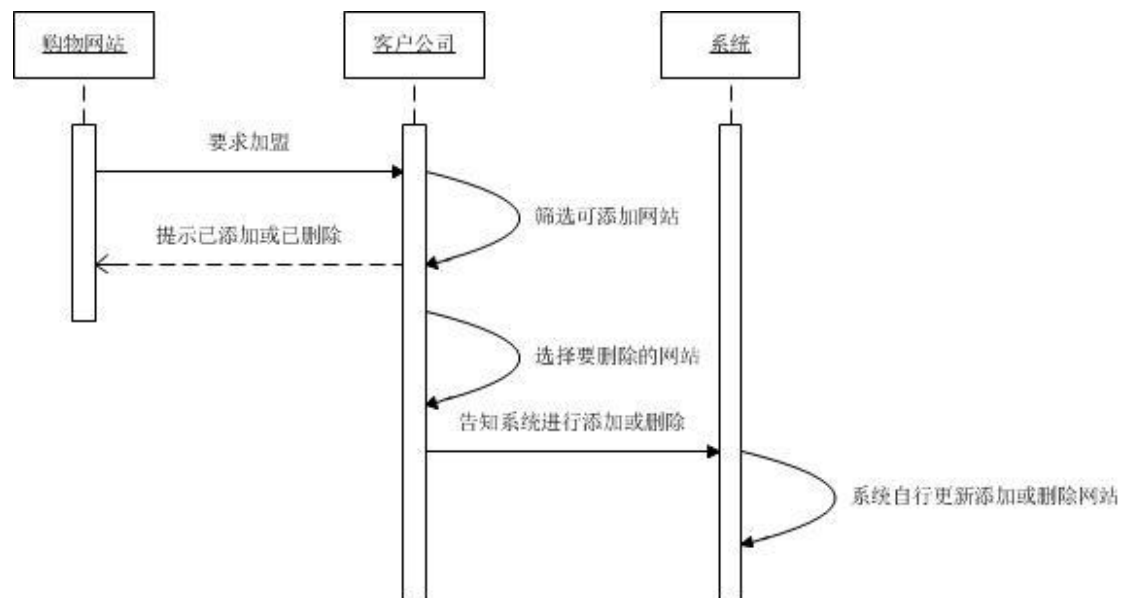 购物网站
客户公司
系统
要求加盟
筛选可添加网站
提示已添加或已删除
选择要删除的网站
告知系统进行添加或删除
系统自行更新添加或删除网站